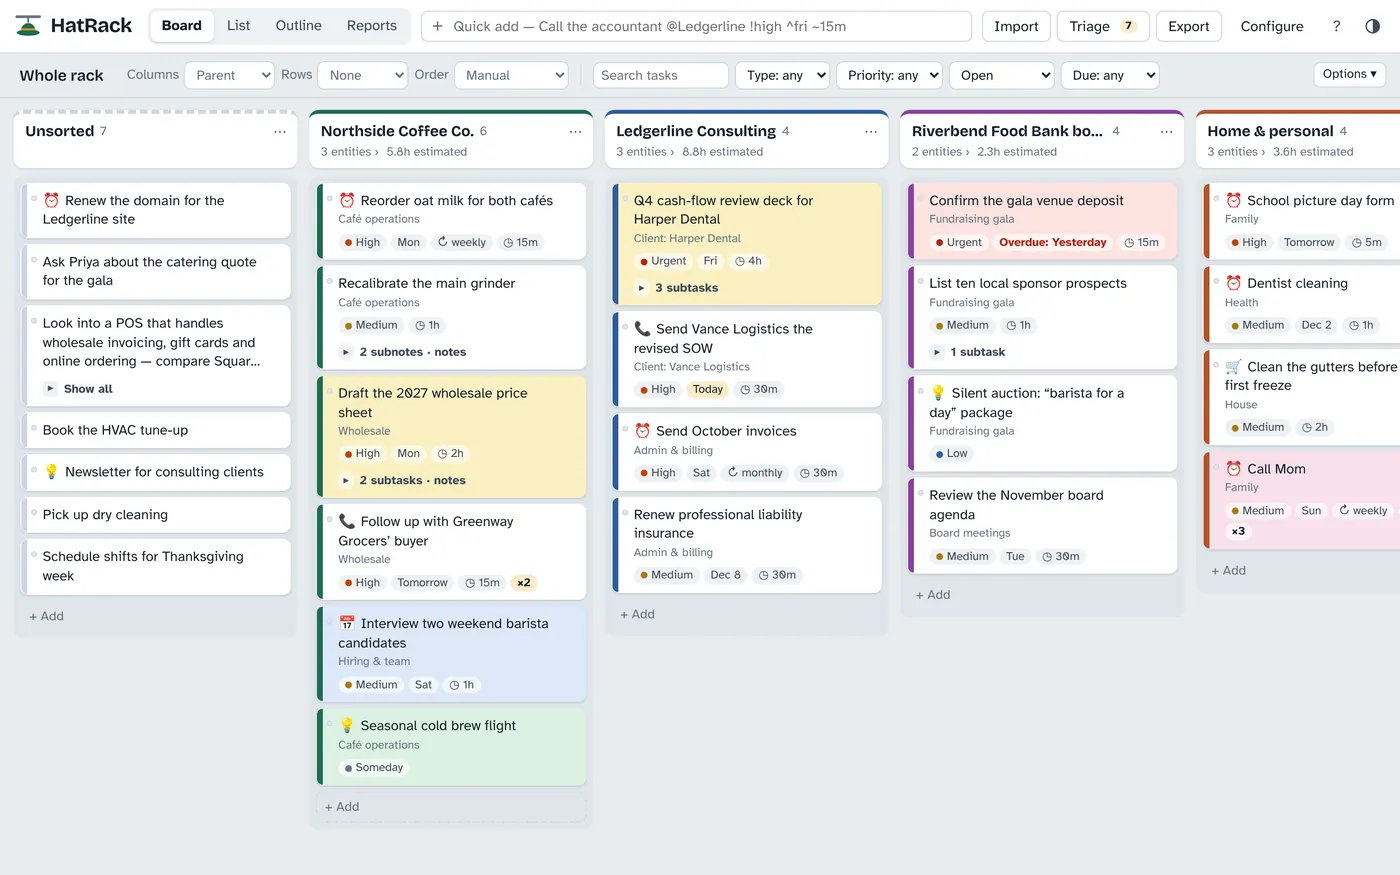 HatRack
Board List Outline Reports
+ Quick add — Call the accountant @Ledgerline !high ^fri ~15m
Import Triage 7 Export Configure ?
Whole rack Columns Parent Rows None Order Manual Search tasks Type: any Priority: any Open Due: any Options ▾
Unsorted 7 ...
⏰ Renew the domain for the
Ledgerline site
Ask Priya about the catering quote
for the gala
Look into a POS that handles
wholesale invoicing, gift cards and
online ordering — compare Squar...
▸ Show all
Book the HVAC tune-up
💡 Newsletter for consulting clients
Pick up dry cleaning
Schedule shifts for Thanksgiving
week
+ Add
Northside Coffee Co. 6 ...
3 entities › 5.8h estimated
⏰ Reorder oat milk for both cafés
Café operations
High Mon ↻ weekly ◷ 15m
Recalibrate the main grinder
Café operations
Medium ◷ 1h
▸ 2 subnotes · notes
Draft the 2027 wholesale price
sheet
Wholesale
High Mon ◷ 2h
▸ 2 subtasks · notes
📞 Follow up with Greenway
Grocers’ buyer
Wholesale
High Tomorrow ◷ 15m ×2
📅 Interview two weekend barista
candidates
Hiring & team
Medium Sat ◷ 1h
💡 Seasonal cold brew flight
Café operations
Someday
+ Add
Ledgerline Consulting 4 ...
3 entities › 8.8h estimated
Q4 cash-flow review deck for
Harper Dental
Client: Harper Dental
Urgent Fri ◷ 4h
▸ 3 subtasks
📞 Send Vance Logistics the
revised SOW
Client: Vance Logistics
High Today ◷ 30m
⏰ Send October invoices
Admin & billing
High Sat ↻ monthly ◷ 30m
Renew professional liability
insurance
Admin & billing
Medium Dec 8 ◷ 30m
+ Add
Riverbend Food Bank bo... 4 ...
2 entities › 2.3h estimated
Confirm the gala venue deposit
Fundraising gala
Urgent Overdue: Yesterday ◷ 15m
List ten local sponsor prospects
Fundraising gala
Medium ◷ 1h
▸ 1 subtask
💡 Silent auction: “barista for a
day” package
Fundraising gala
Low
Review the November board
agenda
Board meetings
Medium Tue ◷ 30m
+ Add
Home & personal 4
3 entities › 3.6h estimated
⏰ School picture day form
Family
High Tomorrow ◷ 5m
⏰ Dentist cleaning
Health
Medium Dec 2 ◷ 1h
🛒 Clean the gutters before
first freeze
House
Medium ◷ 2h
⏰ Call Mom
Family
Medium Sun ↻ weekly
×3
+ Add